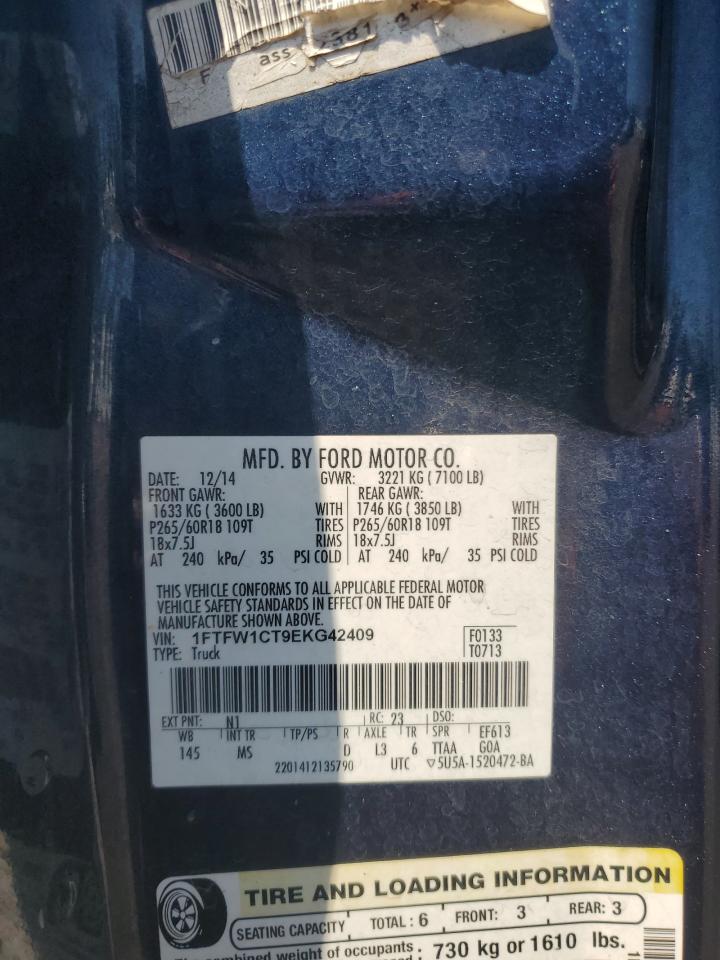 F ass
MFD. BY FORD MOTOR CO.
DATE: 12/14 GVWR: 3221 KG ( 7100 LB)
FRONT GAWR: REAR GAWR:
1633 KG ( 3600 LB) WITH 1746 KG ( 3850 LB) WITH
P265/60R18 109T TIRES P265/60R18 109T TIRES
18x7.5J RIMS 18x7.5J RIMS
AT 240 kPa/ 35 PSI COLD AT 240 kPa/ 35 PSI COLD
THIS VEHICLE CONFORMS TO ALL APPLICABLE FEDERAL MOTOR
VEHICLE SAFETY STANDARDS IN EFFECT ON THE DATE OF
MANUFACTURE SHOWN ABOVE.
VIN: 1FTFW1CT9EKG42409 F0133
TYPE: Truck T0713
EXT PNT: N1 RC: 23 DSO:
WB INT TR TP/PS R AXLE TR SPR EF613
145 MS D L3 6 TTAA GOA
2201412135790 UTC ▽5U5A-1520472-BA
TIRE AND LOADING INFORMATION
SEATING CAPACITY TOTAL : 6 FRONT: 3 REAR: 3
combined weight of occupants 730 kg or 1610 lbs.